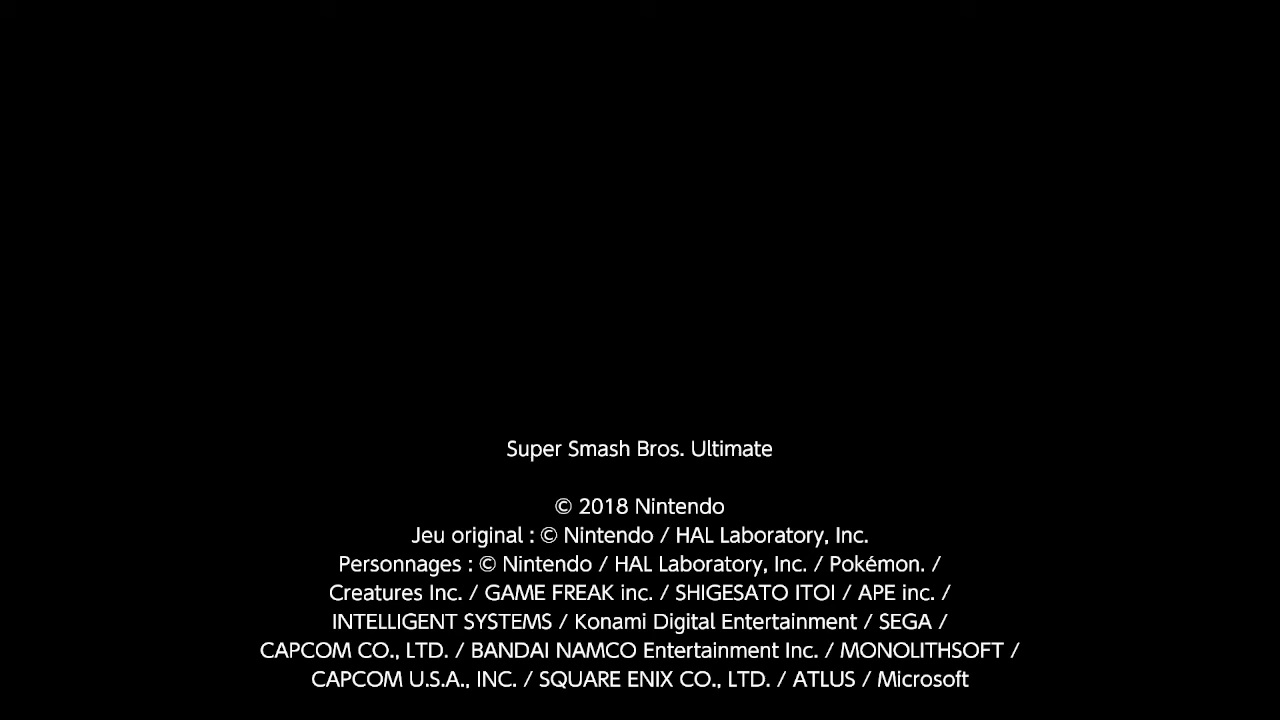 Super Smash Bros. Ultimate
© 2018 Nintendo
Jeu original : © Nintendo / HAL Laboratory, Inc.
Personnages : © Nintendo / HAL Laboratory, Inc. / Pokémon. /
Creatures Inc. / GAME FREAK inc. / SHIGESATO ITOI / APE inc. /
INTELLIGENT SYSTEMS / Konami Digital Entertainment / SEGA /
CAPCOM CO., LTD. / BANDAI NAMCO Entertainment Inc. / MONOLITHSOFT /
CAPCOM U.S.A., INC. / SQUARE ENIX CO., LTD. / ATLUS / Microsoft